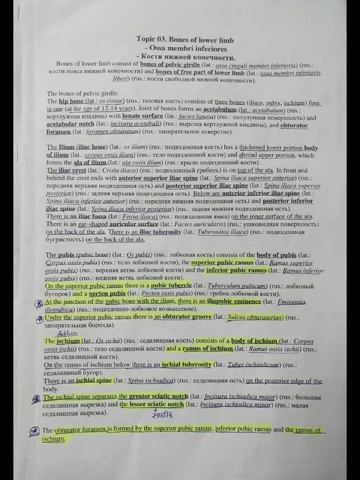 Topic 03. Bones of lower limb
- Ossa membri inferiores
- Кости нижней конечности.
Bones of lower limb consist of bones of pelvic girdle (lat.: ossa cinguli membri inferioris) (rus.:
кости пояса нижней конечности) and bones of free part of lower limb (lat.: ossa membri inferioris
liberi) (rus.: кости свободной нижней конечности).
The bones of pelvic girdle:
The hip bone (lat.: os coxae) (rus.: тазовая кость) consists of three bones (ilium, pubis, ischium) fuse
in one (at the age of 12-14 years). Joint of bones forms an acetabulum (lat.: acetabulum) (rus.:
вертлужная впадина) with lunate surface (lat.: facies lunata) (rus.: полулунная поверхность) and
acetabular notch (lat.: incisura acetabuli) (rus.: вырезка вертлужной впадины), and obturator
foramen (lat.: foramen obturatum) (rus.: запирательное отверстие).
The Ilium (iliac bone) (lat.: or ilium) (rus.: подвздошная кость) has a thickened lower portion body
of ilium (lat.: corpus ossis ilium) (rus.: тело подвздошной кости) and abroad upper portion, which
forms the ala of ilium (lat.: ala ossis ilium) (rus.: крыло подвздошной кости).
The iliac crest (lat.: Crista iliaca) (rus.: подвздошный гребень) is on top of the ala. In front and
behind the crest ends with anterior superior iliac spine (lat.: Spina iliaca superior anterior) (rus.:
передняя верхняя подвздошная ость) and posterior superior iliac spine (lat.: Spina iliaca superior
posterior) (rus.: задняя верхняя подвздошная ость). Below are anterior inferior iliac spine (lat.:
Spina iliaca inferior anterior) (rus.: передняя нижняя подвздошная ость) and posterior inferior
iliac spine (lat.: Spina iliaca inferior posterior) (rus.: задняя нижняя подвздошная ость).
There is an iliac fossa (lat.: Fossa iliaca) (rus.: подвздошная ямка) on the inner surface of the ala.
There is an ear-shaped auricular surface (lat.: Facies auricularis) (rus.: ушковидная поверхность)
on the back of the ala. There is an iliac tuberosity (lat.: Tuberositas iliaca) (rus.: подвздошная
бугристость) on the back of the ala.
The pubis (pubic bone) (lat.: Os pubis) (rus.: лобковая кость) consists of the body of pubis (lat.:
Corpus ossis pubis) (rus.: тело лобковой кости), the superior pubic ramus (lat.: Ramus superior
ossis pubis) (rus.: верхняя ветвь лобковой кости) and the inferior pubic ramus (lat.: Ramus inferior
ossis pubis) (rus.: нижняя ветвь лобковой кости).
On the superior pubic ramus there is a pubic tubercle (lat.: Tuberculum pubicum) (rus.: лобковый
бугорок) and a pecten pubis (lat.: Pecten ossis pubis) (rus.: гребень лобковой кости).
At the junction of the pubic bone with the ilium, there is an iliopubic eminence (lat.: Eminentia
iliopubica) (rus.: подвздошно-лобковое возвышение).
Under the superior pubic ramus there is an obturator groove (lat.: Sulcus obturatorius) (rus.:
запирательная борозда).
The ischium (lat.: Os ischii) (rus.: седалищная кость) consists of a body of ischium (lat.: Corpus
ossis ischii) (rus.: тело седалищной кости) and a ramus of ischium (lat.: Ramus ossis ischii) (rus.:
ветвь седалищной кости).
On the ramus of ischium below there is an ischial tuberosity (lat.: Tuber ischiadicum) (rus.:
седалищный бугор).
There is an ischial spine (lat.: Spina ischiadica) (rus.: седалищная ость) on the posterior edge of the
body.
The ischial spine separates the greater sciatic notch (lat.: Incisura ischiadica major) (rus.: большая
седалищная вырезка) and the lesser sciatic notch (lat.: Incisura ischiadica minor) (rus.: малая
седалищная вырезка).
The obturator foramen is formed by the superior pubic ramus, inferior pubic ramus and the ramus of
ischium.